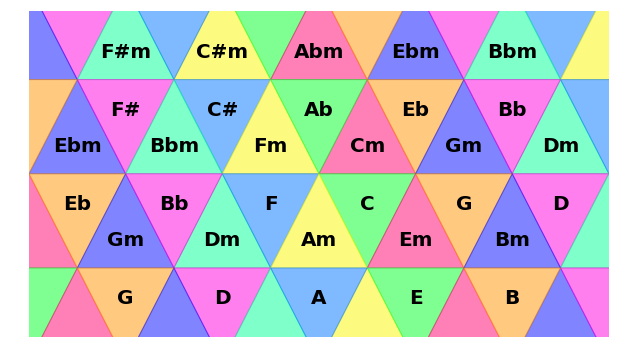 F#m C#m Abm Ebm Bbm
F# C# Ab Eb Bb
Ebm Bbm Fm Cm Gm Dm
Eb Bb F C G D
Gm Dm Am Em Bm
G D A E B